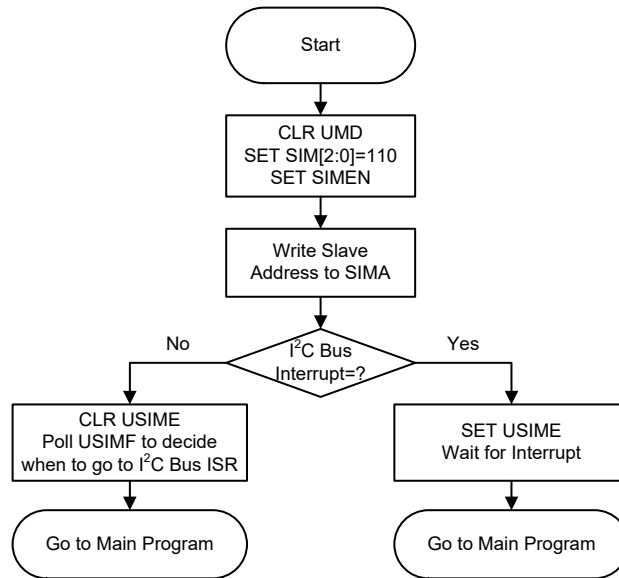 Start
CLR UMD
SET SIM[2:0]=110
SET SIMEN
Write Slave
Address to SIMA
No
I²C Bus
Interrupt=?
Yes
CLR USIME
Poll USIMF to decide
when to go to I²C Bus ISR
SET USIME
Wait for Interrupt
Go to Main Program
Go to Main Program